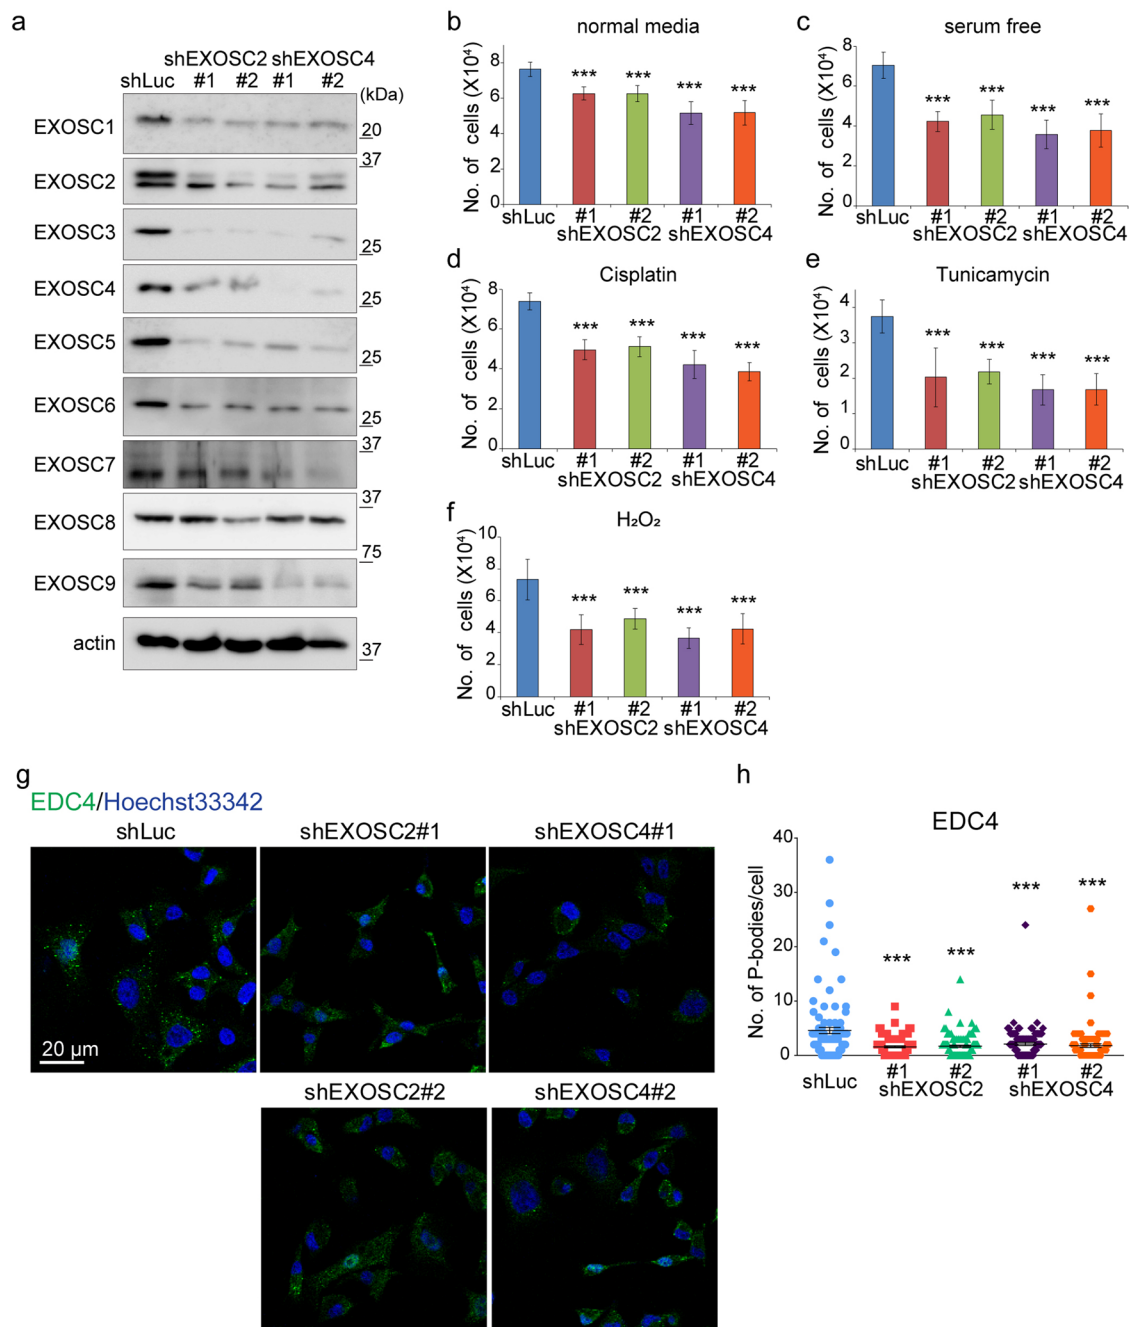 a
shEXOSC2 shEXOSC4
shLuc #1 #2 #1 #2
(kDa)
EXOSC1
20
37
EXOSC2
EXOSC3
25
EXOSC4
25
EXOSC5
25
EXOSC6
25
37
EXOSC7
37
EXOSC8
75
EXOSC9
actin
37
b
normal media
No. of cells (X10⁴)
8
6
4
2
0
*** *** *** ***
shLuc #1 #2 #1 #2
shEXOSC2 shEXOSC4
c
serum free
No. of cells (X10⁴)
8
6
4
2
0
*** *** *** ***
shLuc #1 #2 #1 #2
shEXOSC2 shEXOSC4
d
Cisplatin
No. of cells (X10⁴)
8
6
4
2
0
*** *** *** ***
shLuc #1 #2 #1 #2
shEXOSC2 shEXOSC4
e
Tunicamycin
No. of cells (X10⁴)
4
3
2
1
0
*** *** *** ***
shLuc #1 #2 #1 #2
shEXOSC2 shEXOSC4
f
H₂O₂
No. of cells (X10⁴)
10
8
6
4
2
0
*** *** *** ***
shLuc #1 #2 #1 #2
shEXOSC2 shEXOSC4
g
EDC4/Hoechst33342
shLuc shEXOSC2#1 shEXOSC4#1
20 µm
shEXOSC2#2 shEXOSC4#2
h
EDC4
No. of P-bodies/cell
40
30
20
10
0
*** *** *** ***
shLuc #1 #2 #1 #2
shEXOSC2 shEXOSC4